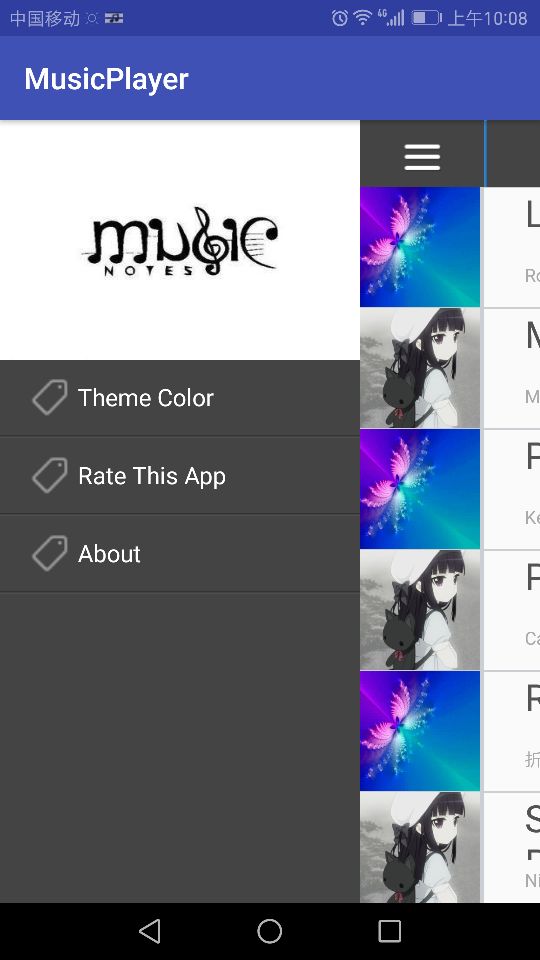 中国移动
4G
上午10:08
MusicPlayer
MUSIC
NOTES
Theme Color
Rate This App
About
L
Ro
M
M
P
Ke
P
Ca
R
折
S
Ni